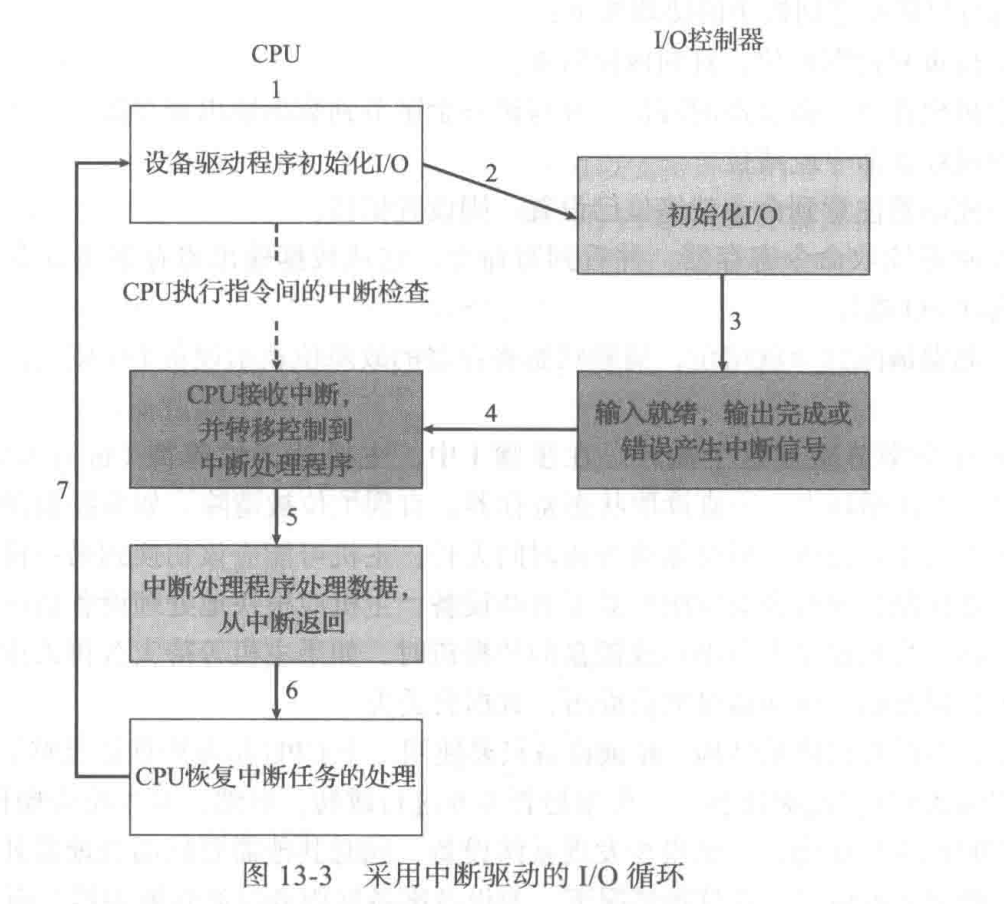 CPU
I/O控制器
1
设备驱动程序初始化I/O
2
初始化I/O
CPU执行指令间的中断检查
3
CPU接收中断，
并转移控制到
中断处理程序
4
输入就绪，输出完成或
错误产生中断信号
7
5
中断处理程序处理数据，
从中断返回
6
CPU恢复中断任务的处理
图 13-3 采用中断驱动的 I/O 循环